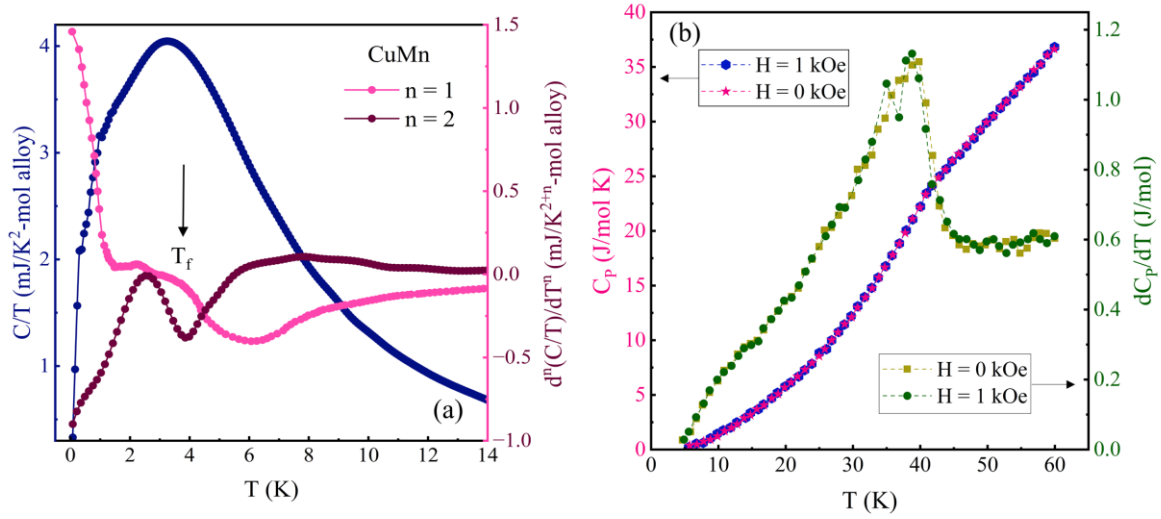 (a)
CuMn
n = 1
n = 2
T_f
C/T (mJ/K²-mol alloy)
4
3
2
1
dⁿ(C/T)/dTⁿ (mJ/K²⁺ⁿ-mol alloy)
1.5
1.0
0.5
0.0
−0.5
−1.0
0 2 4 6 8 10 12 14
T (K)
(b)
H = 1 kOe
H = 0 kOe
H = 0 kOe
H = 1 kOe
C_P (J/mol K)
40
35
30
25
20
15
10
5
0
dC_P/dT (J/mol)
1.2
1.0
0.8
0.6
0.4
0.2
0.0
0 10 20 30 40 50 60
T (K)